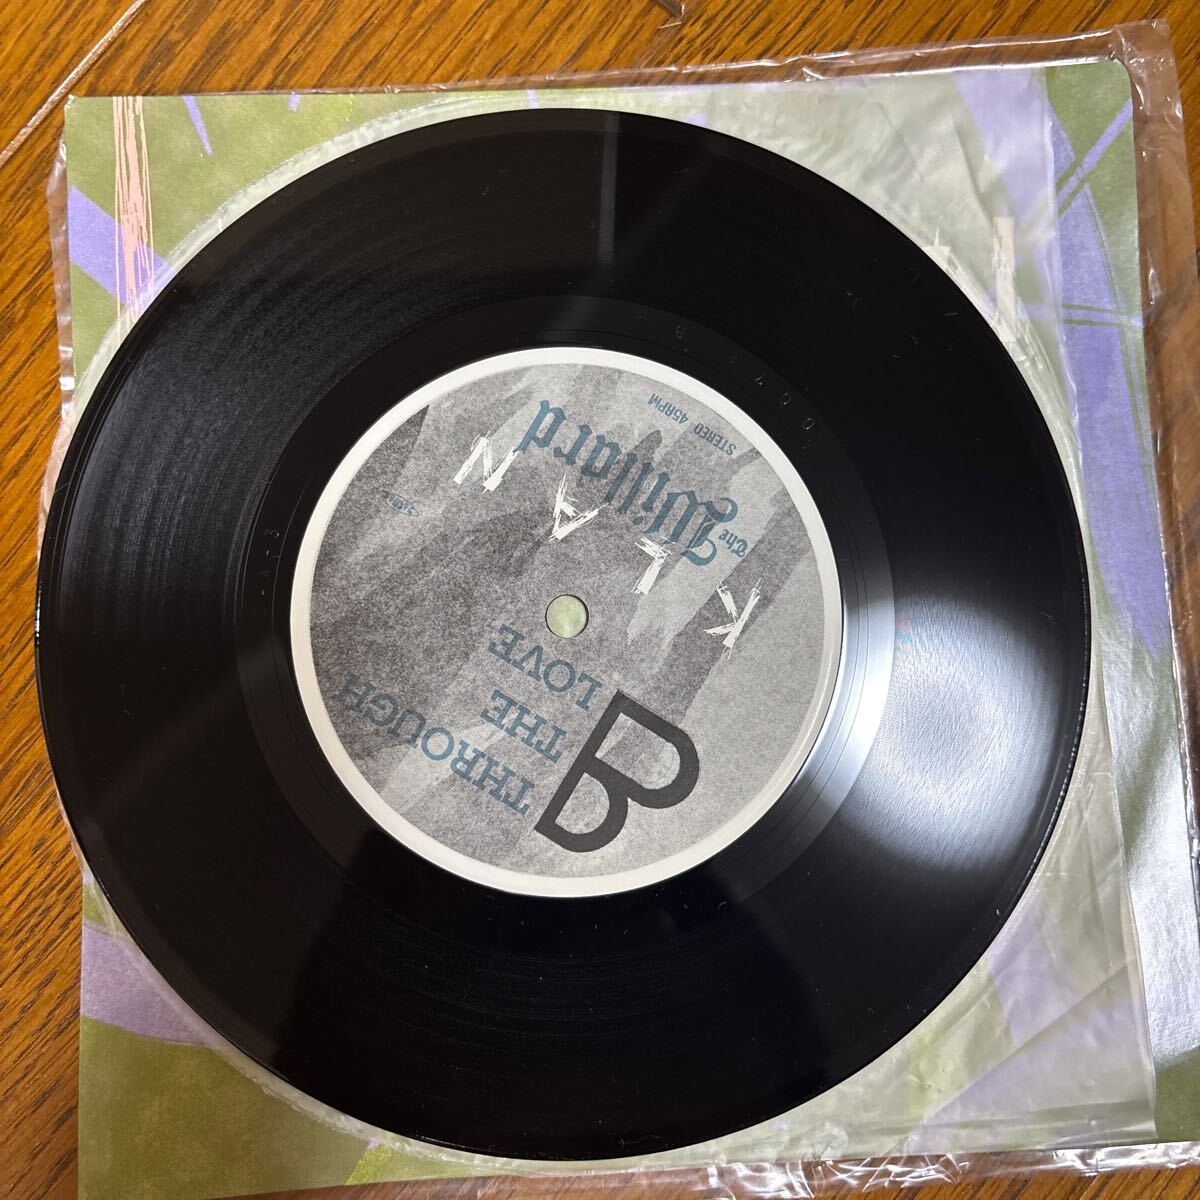 B
THROUGH
THE
LOVE
KLAN
The Willard
STEREO 45RPM